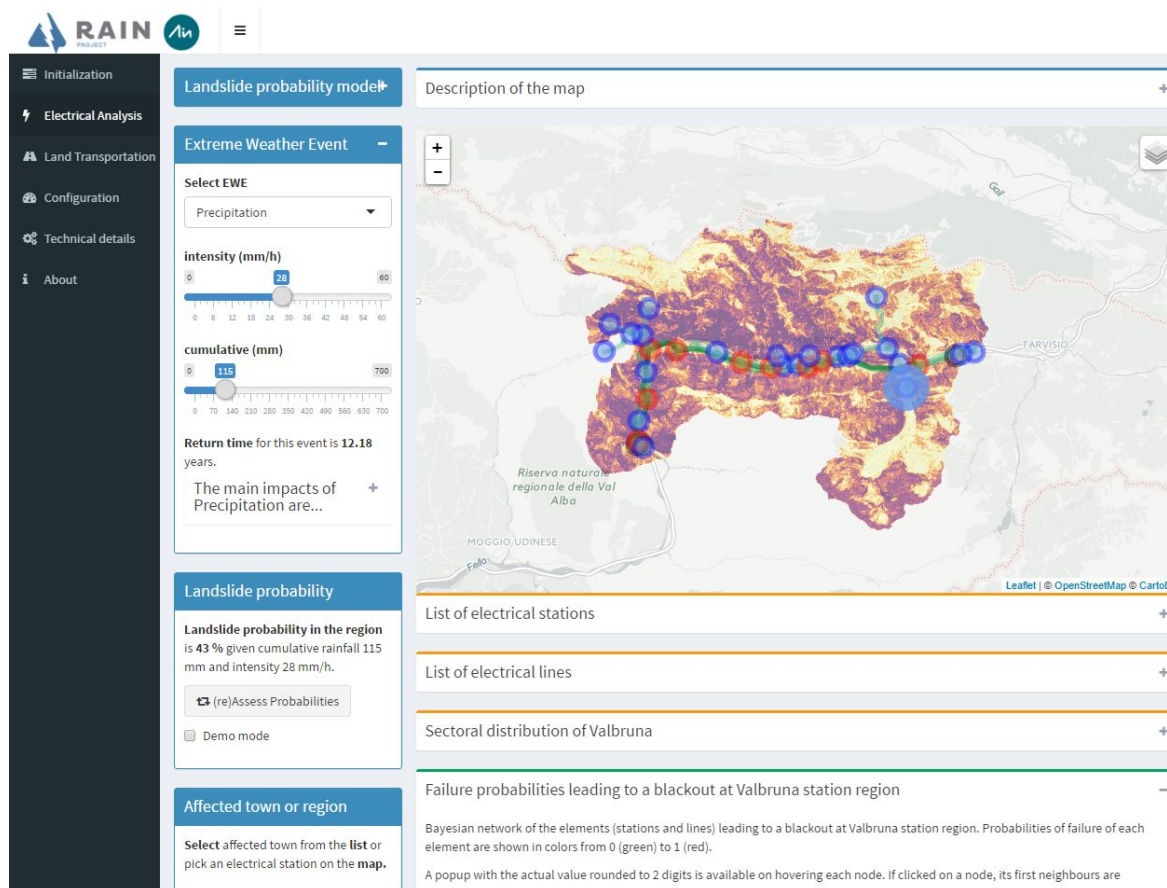 RAIN
PROJECT
Initialization
Electrical Analysis
Land Transportation
Configuration
Technical details
About
Landslide probability model
Extreme Weather Event
Select EWE
Precipitation
intensity (mm/h)
0 28 60
0 6 12 18 24 30 36 42 48 54 60
cumulative (mm)
0 115 700
0 70 140 210 280 350 420 490 560 630 700
Return time for this event is 12.18
years.
The main impacts of
Precipitation are...
Landslide probability
Landslide probability in the region
is 43 % given cumulative rainfall 115
mm and intensity 28 mm/h.
(re)Assess Probabilities
Demo mode
Affected town or region
Select affected town from the list or
pick an electrical station on the map.
Description of the map
+
−
Gail
TARVISIO
Riserva naturale
regionale della Val
Alba
MOGGIO UDINESE
Fella
Leaflet | © OpenStreetMap © CartoD
List of electrical stations
List of electrical lines
Sectoral distribution of Valbruna
Failure probabilities leading to a blackout at Valbruna station region
Bayesian network of the elements (stations and lines) leading to a blackout at Valbruna station region. Probabilities of failure of each
element are shown in colors from 0 (green) to 1 (red).
A popup with the actual value rounded to 2 digits is available on hovering each node. If clicked on a node, its first neighbours are